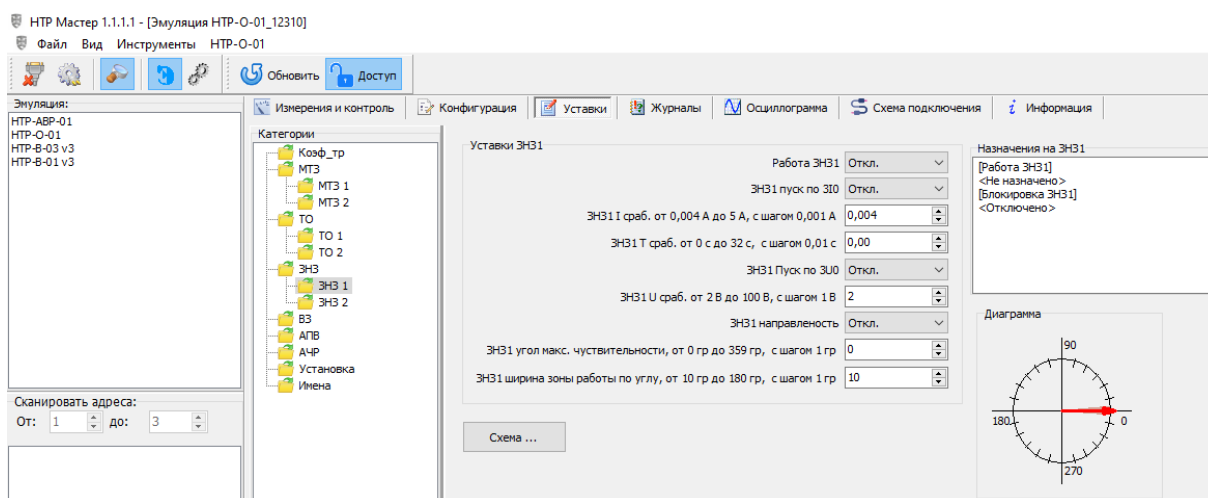 НТР Мастер 1.1.1.1 - [Эмуляция НТР-О-01_12310]
Файл Вид Инструменты НТР-О-01
Обновить Доступ
Эмуляция:
НТР-АВР-01
НТР-О-01
НТР-В-03 v3
НТР-В-01 v3
Сканировать адреса:
От: 1 до: 3
Измерения и контроль Конфигурация Уставки Журналы Осциллограмма Схема подключения Информация
Категории
Коэф_тр
МТЗ
МТЗ 1
МТЗ 2
ТО
ТО 1
ТО 2
ЗНЗ
ЗНЗ 1
ЗНЗ 2
ВЗ
АПВ
АЧР
Установка
Имена
Уставки ЗНЗ1
Работа ЗНЗ1 Откл.
ЗНЗ1 пуск по 3I0 Откл.
ЗНЗ1 I сраб. от 0,004 А до 5 А, с шагом 0,001 А 0,004
ЗНЗ1 Т сраб. от 0 с до 32 с, с шагом 0,01 с 0,00
ЗНЗ1 Пуск по 3U0 Откл.
ЗНЗ1 U сраб. от 2 В до 100 В, с шагом 1 В 2
ЗНЗ1 направленость Откл.
ЗНЗ1 угол макс. чуствительности, от 0 гр до 359 гр, с шагом 1 гр 0
ЗНЗ1 ширина зоны работы по углу, от 10 гр до 180 гр, с шагом 1 гр 10
Схема ...
Назначения на ЗНЗ1
[Работа ЗНЗ1]
<Не назначено>
[Блокировка ЗНЗ1]
<Отключено>
Диаграмма
90
180 0
270